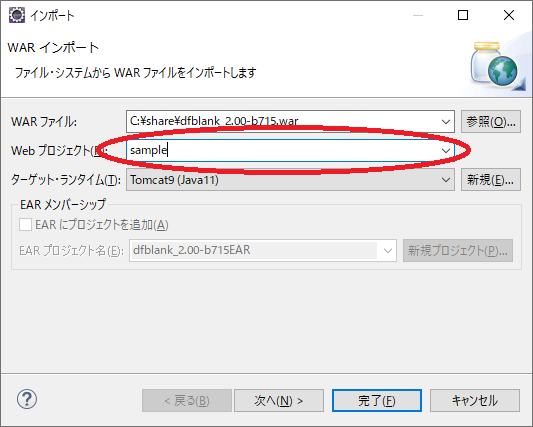 インポート
WAR インポート
ファイル・システムから WAR ファイルをインポートします
WAR ファイル: C:¥share¥dfblank_2.00-b715.war 参照(O)...
Web プロジェクト(P): sample
ターゲット・ランタイム(T): Tomcat9 (Java11) 新規(E)...
EAR メンバーシップ
EAR にプロジェクトを追加(A)
EAR プロジェクト名(E): dfblank_2.00-b715EAR 新規プロジェクト(P)...
? < 戻る(B) 次へ(N) > 完了(F) キャンセル